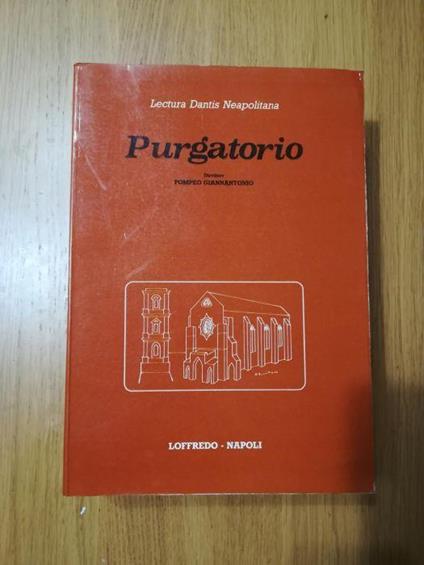 Lectura Dantis Neapolitana
Purgatorio
Direttore
POMPEO GIANNANTONIO
LOFFREDO - NAPOLI